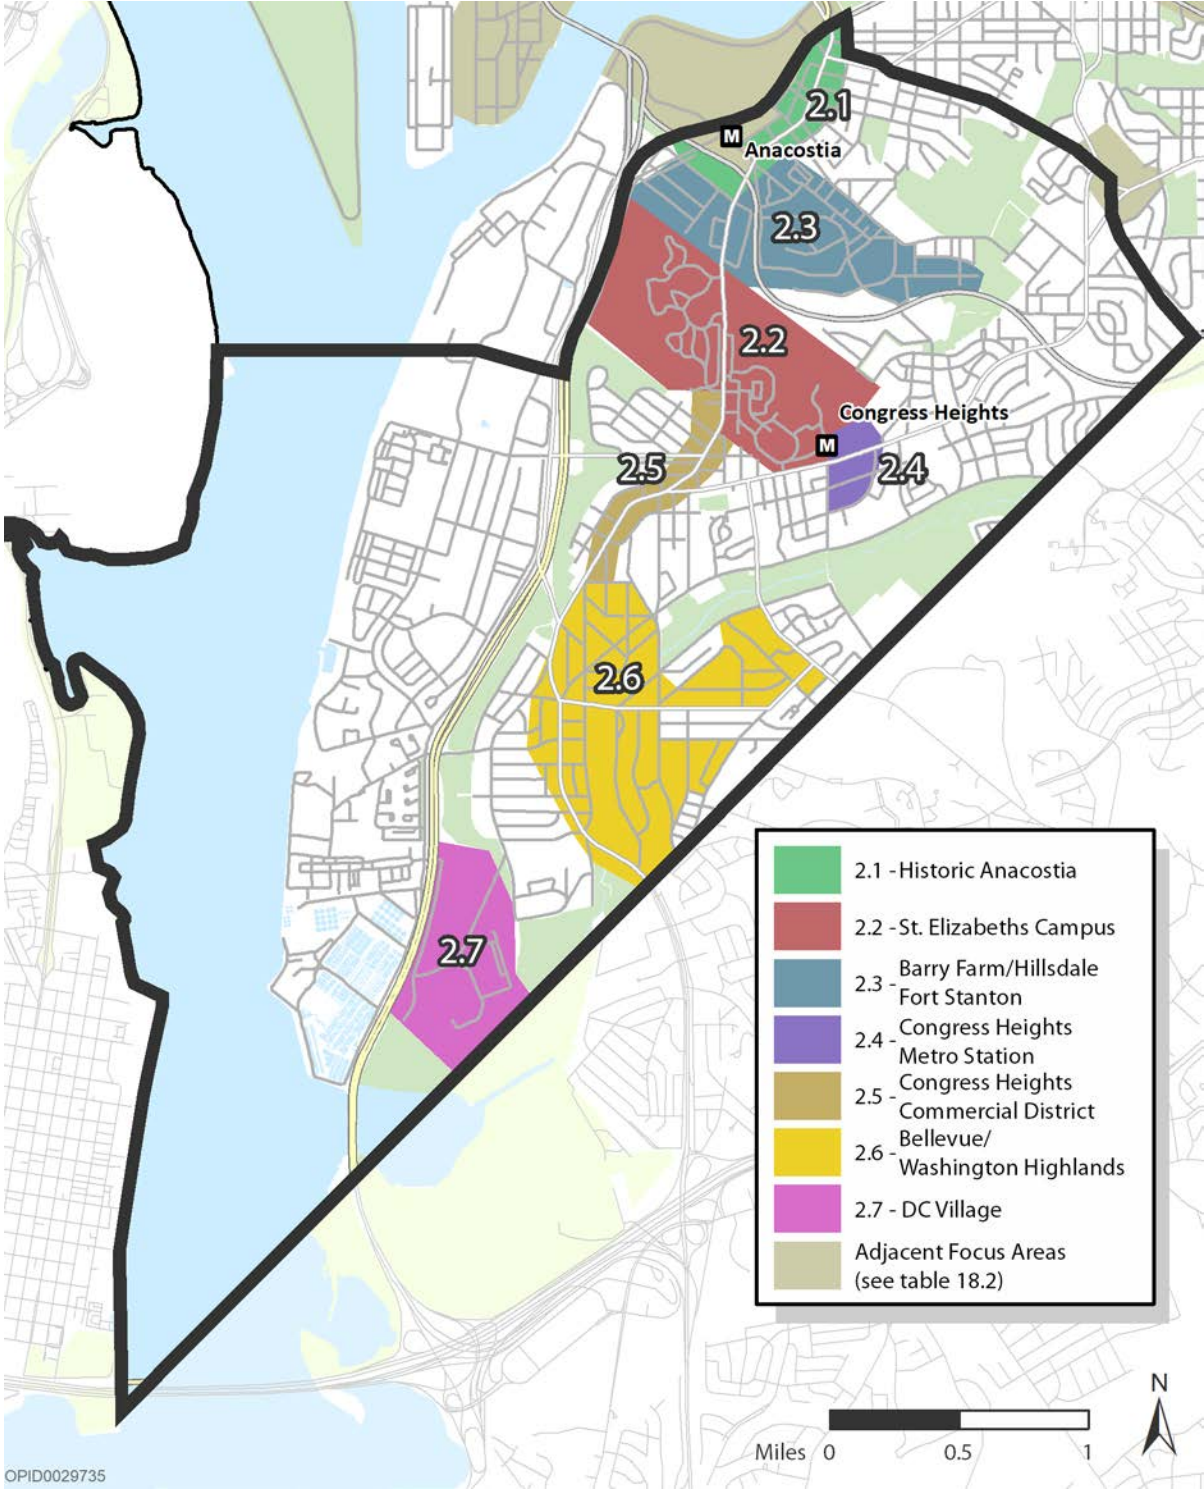 2.1
M
Anacostia
2.3
2.2
Congress Heights
M
2.5
2.4
2.6
2.7
2.1 - Historic Anacostia
2.2 - St. Elizabeths Campus
2.3 - Barry Farm/Hillsdale
Fort Stanton
2.4 - Congress Heights
Metro Station
2.5 - Congress Heights
Commercial District
2.6 - Bellevue/
Washington Highlands
2.7 - DC Village
Adjacent Focus Areas
(see table 18.2)
N
Miles 0 0.5 1
OPID0029735